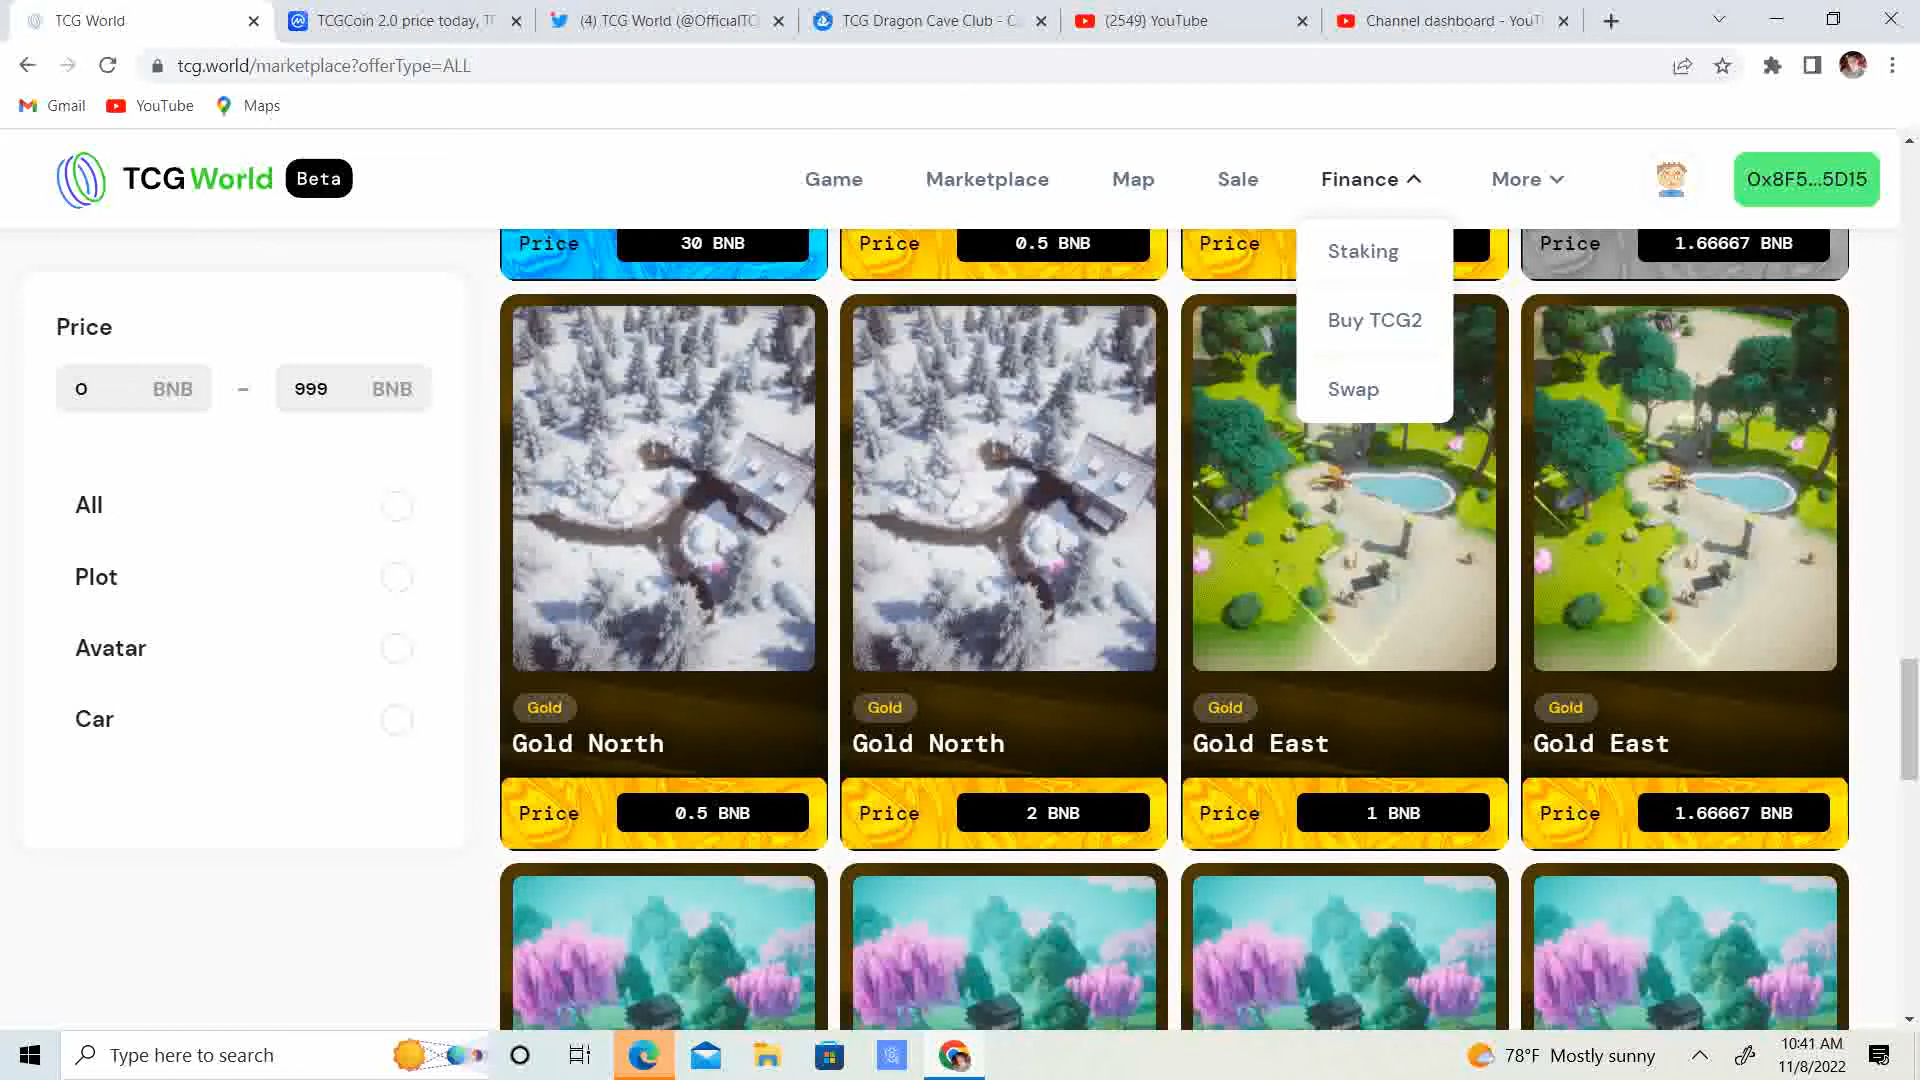 TCG World
TCGCoin 2.0 price today, T
(4) TCG World (@OfficialTC
TCG Dragon Cave Club - C
(2549) YouTube
Channel dashboard - YouT
tcg.world/marketplace?offerType=ALL
Gmail
YouTube
Maps
TCG World
Beta
Game
Marketplace
Map
Sale
Finance
More
0x8F5...5D15
Price
30 BNB
Price
0.5 BNB
Price
Price
1.66667 BNB
Staking
Buy TCG2
Swap
Price
0 BNB
-
999 BNB
All
Plot
Avatar
Car
Gold
Gold North
Price
0.5 BNB
Gold
Gold North
Price
2 BNB
Gold
Gold East
Price
1 BNB
Gold
Gold East
Price
1.66667 BNB
Type here to search
78°F Mostly sunny
10:41 AM
11/8/2022